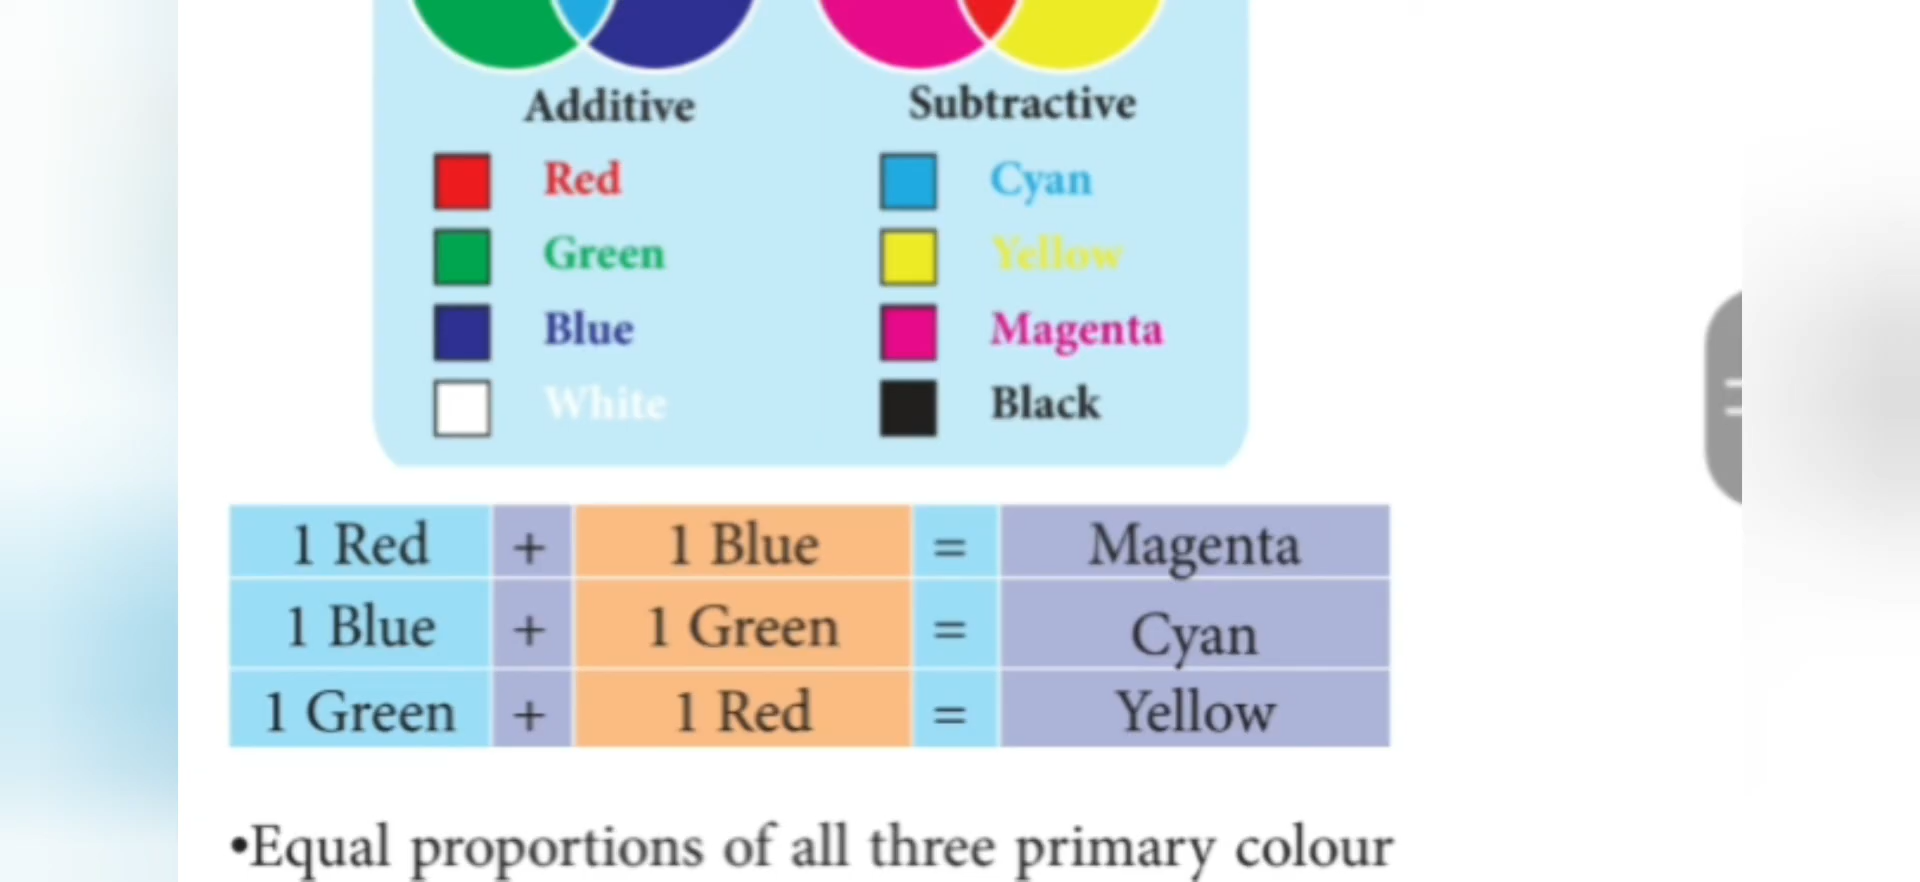 Additive Subtractive
Red Cyan
Green Yellow
Blue Magenta
White Black
1 Red + 1 Blue = Magenta
1 Blue + 1 Green = Cyan
1 Green + 1 Red = Yellow
•Equal proportions of all three primary colour